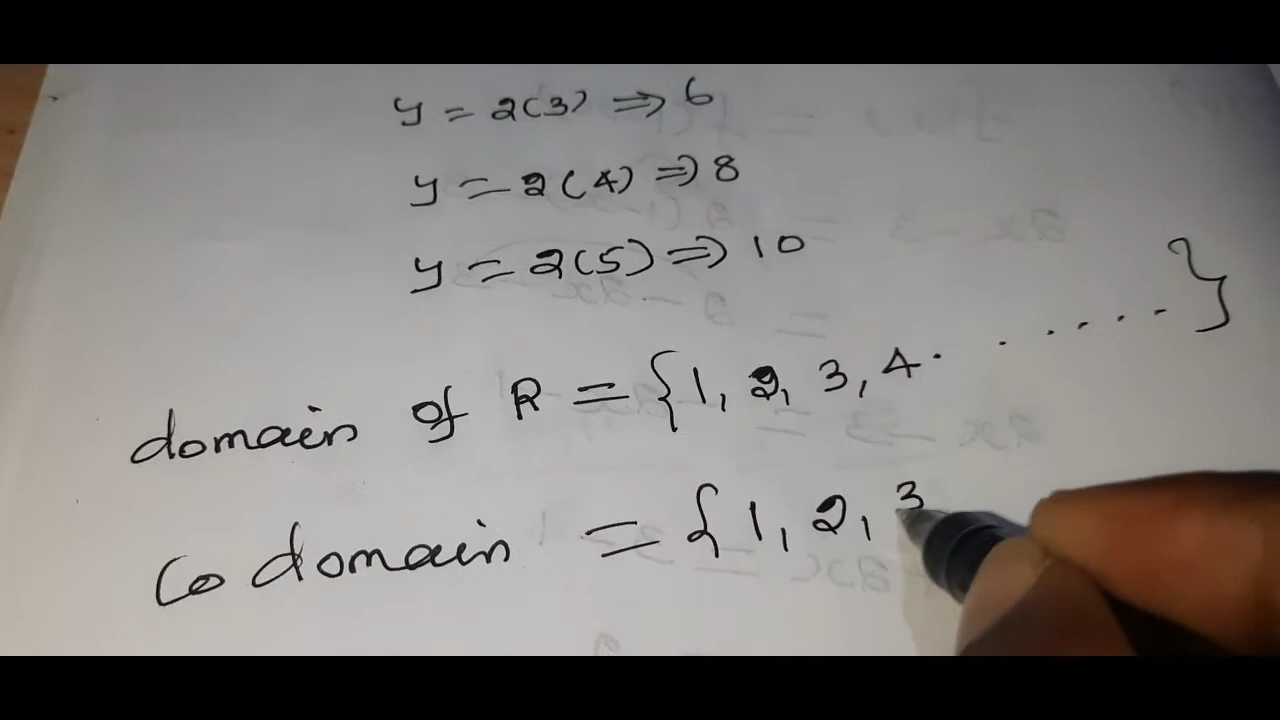 y = 2(3) ⇒ 6
y = 2(4) ⇒ 8
y = 2(5) ⇒ 10
domain of R = {1, 2, 3, 4. . . . . . . }
Co domain = {1, 2, 3